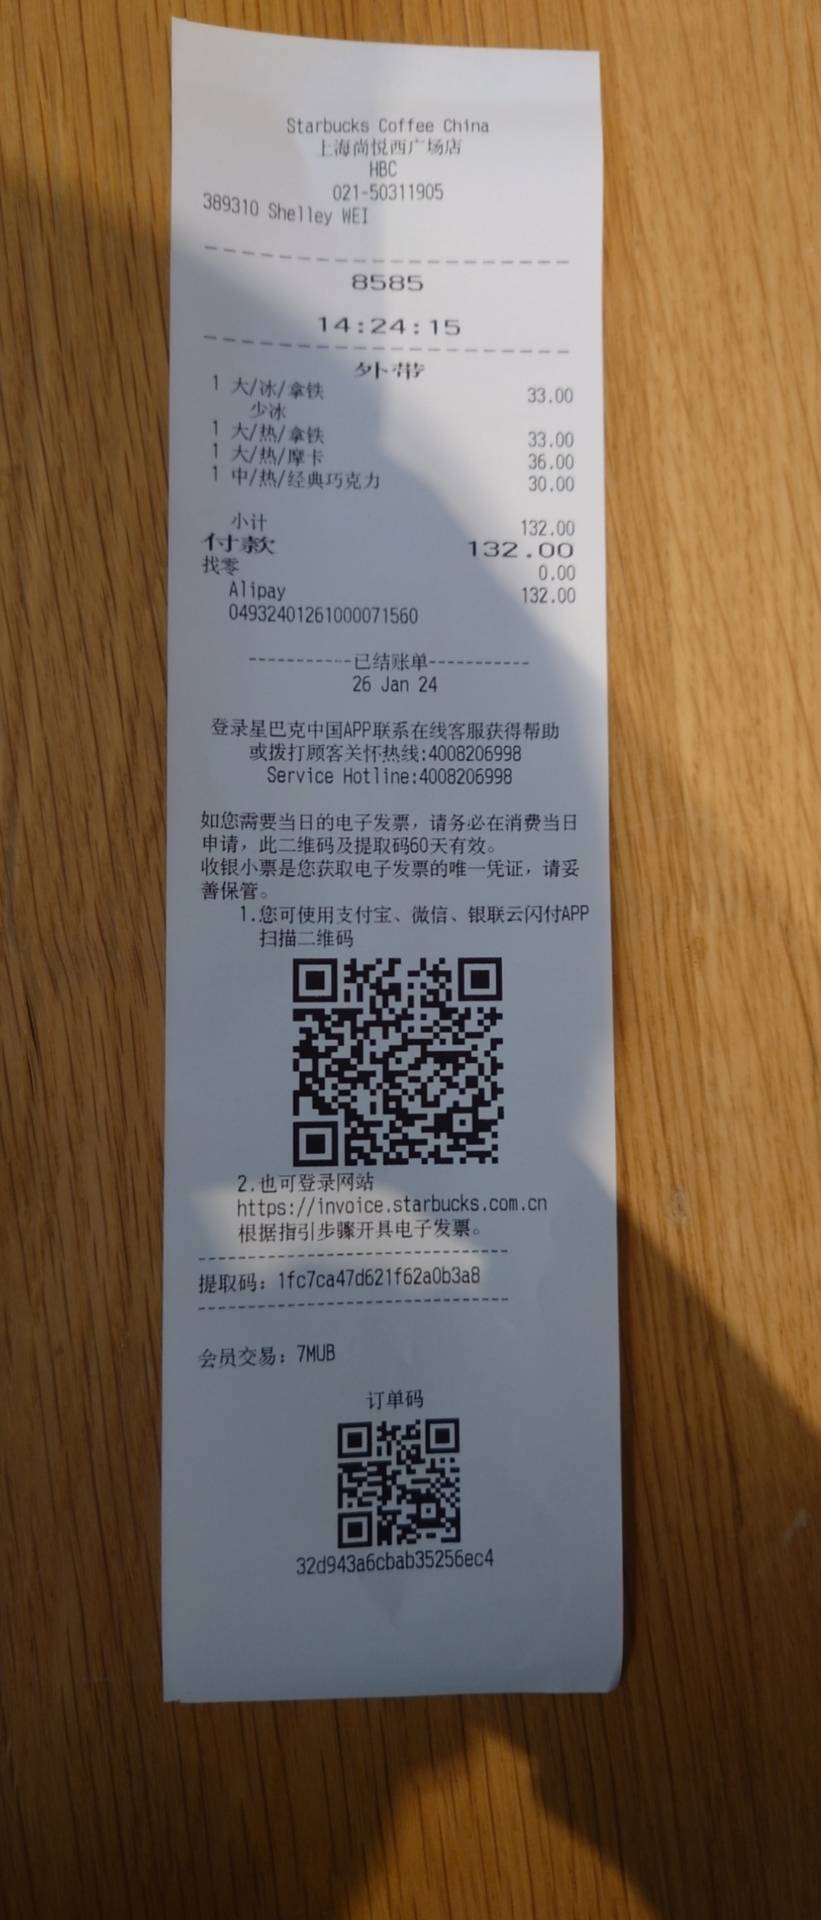 Starbucks Coffee China
上海尚悦西广场店
HBC
021-50311905
389310 Shelley WEI
8585
14:24:15
外带
1 大/冰/拿铁 33.00
少冰
1 大/热/拿铁 33.00
1 大/热/摩卡 36.00
1 中/热/经典巧克力 30.00
小计 132.00
付款 132.00
找零 0.00
Alipay 132.00
04932401261000071560
-----------已结账单-----------
26 Jan 24
登录星巴克中国APP联系在线客服获得帮助
或拨打顾客关怀热线:4008206998
Service Hotline:4008206998
如您需要当日的电子发票，请务必在消费当日
申请，此二维码及提取码60天有效。
收银小票是您获取电子发票的唯一凭证，请妥
善保管。
1.您可使用支付宝、微信、银联云闪付APP
扫描二维码
2.也可登录网站
https://invoice.starbucks.com.cn
根据指引步骤开具电子发票。
提取码：1fc7ca47d621f62a0b3a8
会员交易：7MUB
订单码
32d943a6cbab35256ec4